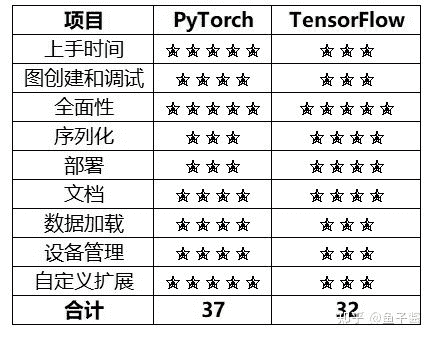 项目 PyTorch TensorFlow
上手时间 ★★★★★ ★★★
图创建和调试 ★★★★ ★★★
全面性 ★★★★★ ★★★★★
序列化 ★★★ ★★★★
部署 ★★★ ★★★★
文档 ★★★★ ★★★★
数据加载 ★★★★ ★★★
设备管理 ★★★★ ★★★
自定义扩展 ★★★★★ ★★★
合计 37 32
知乎 @鱼子酱